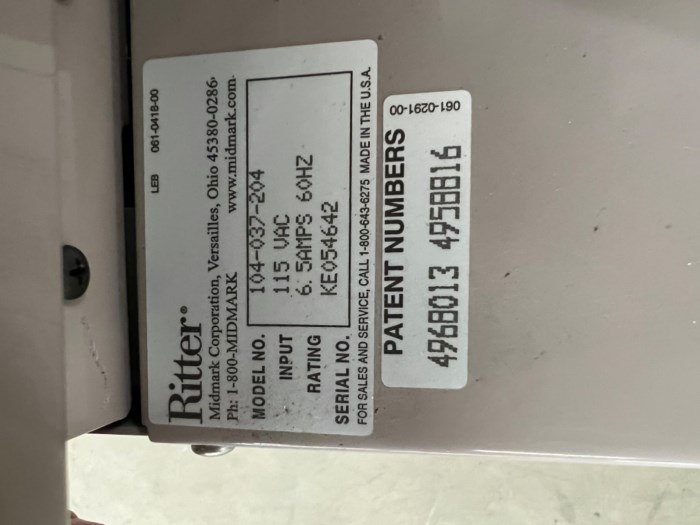 LEB 061-0418-00
Ritter®
Midmark Corporation, Versailles, Ohio 45380-0286
Ph: 1-800-MIDMARK www.midmark.com
MODEL NO. 104-037-204
INPUT 115 VAC
RATING 6.5AMPS 60HZ
SERIAL NO. KE054642
FOR SALES AND SERVICE, CALL 1-800-643-6275 MADE IN THE U.S.A.
PATENT NUMBERS
4968013 4958816
061-0291-00